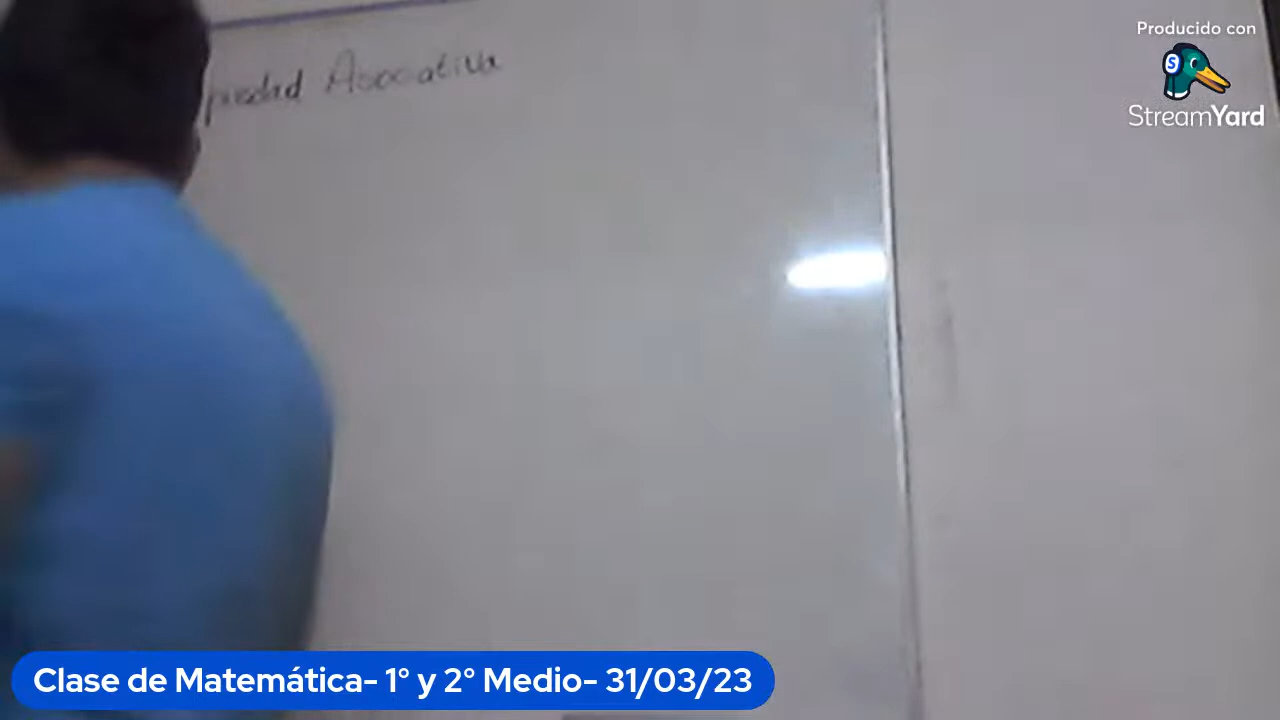 piedad Asociativa
Producido con
StreamYard
Clase de Matemática- 1° y 2° Medio- 31/03/23